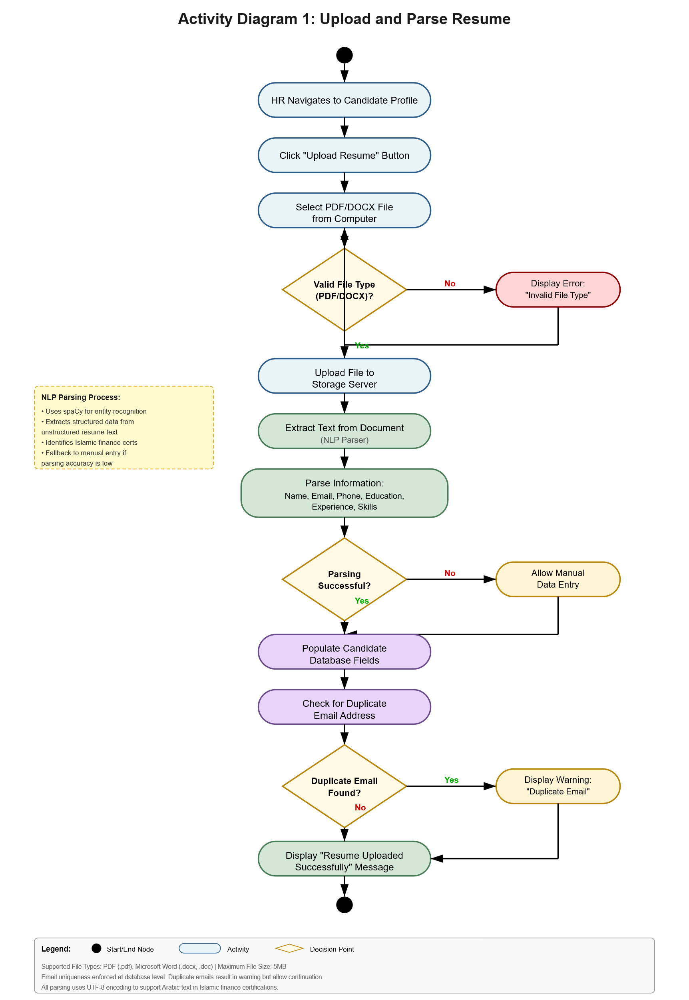 Activity Diagram 1: Upload and Parse Resume
HR Navigates to Candidate Profile
Click "Upload Resume" Button
Select PDF/DOCX File
from Computer
Valid File Type
(PDF/DOCX)?
No
Display Error:
"Invalid File Type"
Yes
Upload File to
Storage Server
NLP Parsing Process:
• Uses spaCy for entity recognition
• Extracts structured data from
unstructured resume text
• Identifies Islamic finance certs
• Fallback to manual entry if
parsing accuracy is low
Extract Text from Document
(NLP Parser)
Parse Information:
Name, Email, Phone, Education,
Experience, Skills
Parsing
Successful?
No
Allow Manual
Data Entry
Yes
Populate Candidate
Database Fields
Check for Duplicate
Email Address
Duplicate Email
Found?
Yes
Display Warning:
"Duplicate Email"
No
Display "Resume Uploaded
Successfully" Message
Legend:
Start/End Node
Activity
Decision Point
Supported File Types: PDF (.pdf), Microsoft Word (.docx, .doc) | Maximum File Size: 5MB
Email uniqueness enforced at database level. Duplicate emails result in warning but allow continuation.
All parsing uses UTF-8 encoding to support Arabic text in Islamic finance certifications.